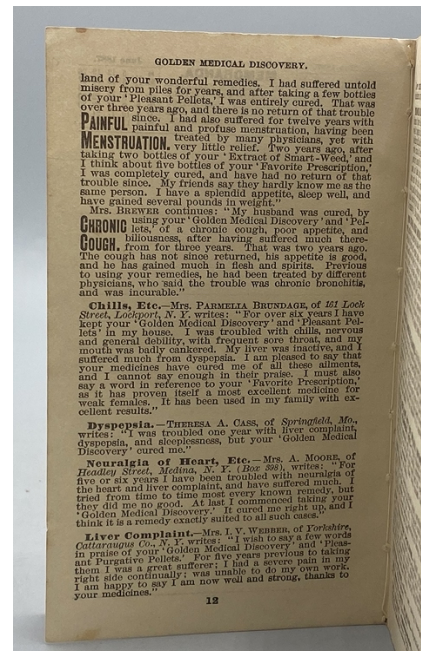 GOLDEN MEDICAL DISCOVERY.
land of your wonderful remedies. I had suffered untold
misery from piles for years, and after taking a few bottles
of your 'Pleasant Pellets,' I was entirely cured. That was
over three years ago, and there is no return of that trouble
PAINFUL since. I had also suffered for twelve years with
painful and profuse menstruation, having been
MENSTRUATION. treated by many physicians, yet with
very little relief. Two years ago, after
taking two bottles of your 'Extract of Smart-Weed,' and
I think about five bottles of your 'Favorite Prescription,'
I was completely cured, and have had no return of that
trouble since. My friends say they hardly know me as the
same person. I have a splendid appetite, sleep well, and
have gained several pounds in weight."
Mrs. BREWER continues: "My husband was cured, by
CHRONIC using your 'Golden Medical Discovery' and 'Pel-
lets,' of a chronic cough, poor appetite, and
COUGH. biliousness, after having suffered much there-
from for three years. That was two years ago.
The cough has not since returned, his appetite is good,
and he has gained much in flesh and spirits. Previous
to using your remedies, he had been treated by different
physicians, who said the trouble was chronic bronchitis,
and was incurable."
Chills, Etc.—Mrs. PARMELIA BRUNDAGE, of 161 Lock
Street, Lockport, N. Y. writes: "For over six years I have
kept your 'Golden Medical Discovery' and 'Pleasant Pel-
lets' in my house. I was troubled with chills, nervous
and general debility, with frequent sore throat, and my
mouth was badly cankered. My liver was inactive, and I
suffered much from dyspepsia. I am pleased to say that
your medicines have cured me of all these ailments,
and I cannot say enough in their praise. I must also
say a word in reference to your 'Favorite Prescription,'
as it has proven itself a most excellent medicine for
weak females. It has been used in my family with ex-
cellent results."
Dyspepsia.—THERESA A. CASS, of Springfield, Mo.,
writes: "I was troubled one year with liver complaint,
dyspepsia, and sleeplessness, but your 'Golden Medical
Discovery' cured me."
Neuralgia of Heart, Etc.—Mrs. A. MOORE, of
Headley Street, Medina, N. Y. (Box 898), writes: "For
five or six years I have been troubled with neuralgia of
the heart and liver complaint, and have suffered much. I
tried from time to time most every known remedy, but
they did me no good. At last I commenced taking your
'Golden Medical Discovery.' It cured me right up, and I
think it is a remedy exactly suited to all such cases."
Liver Complaint.—Mrs. I. V. WEBBER, of Yorkshire,
Cattaraugus Co., N. Y. writes: "I wish to say a few words
in praise of your 'Golden Medical Discovery' and 'Pleas-
ant Purgative Pellets.' For five years previous to taking
them I was a great sufferer; I had a severe pain in my
right side continually; was unable to do my own work.
I am happy to say I am now well and strong, thanks to
your medicines."
12